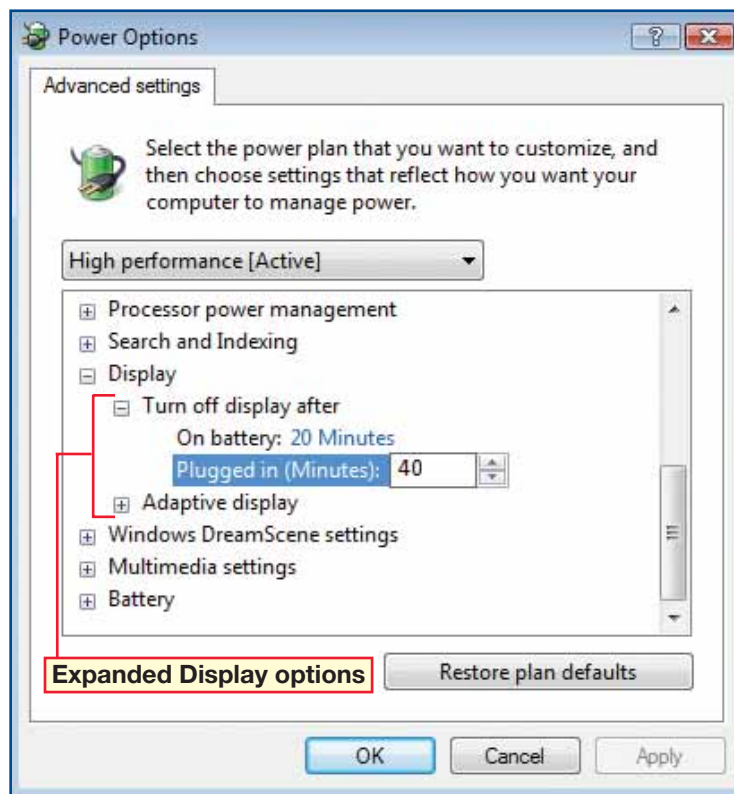 Power Options
Advanced settings
Select the power plan that you want to customize, and
then choose settings that reflect how you want your
computer to manage power.
High performance [Active]
Processor power management
Search and Indexing
Display
Turn off display after
On battery: 20 Minutes
Plugged in (Minutes): 40
Adaptive display
Windows DreamScene settings
Multimedia settings
Battery
Expanded Display options
Restore plan defaults
OK
Cancel
Apply